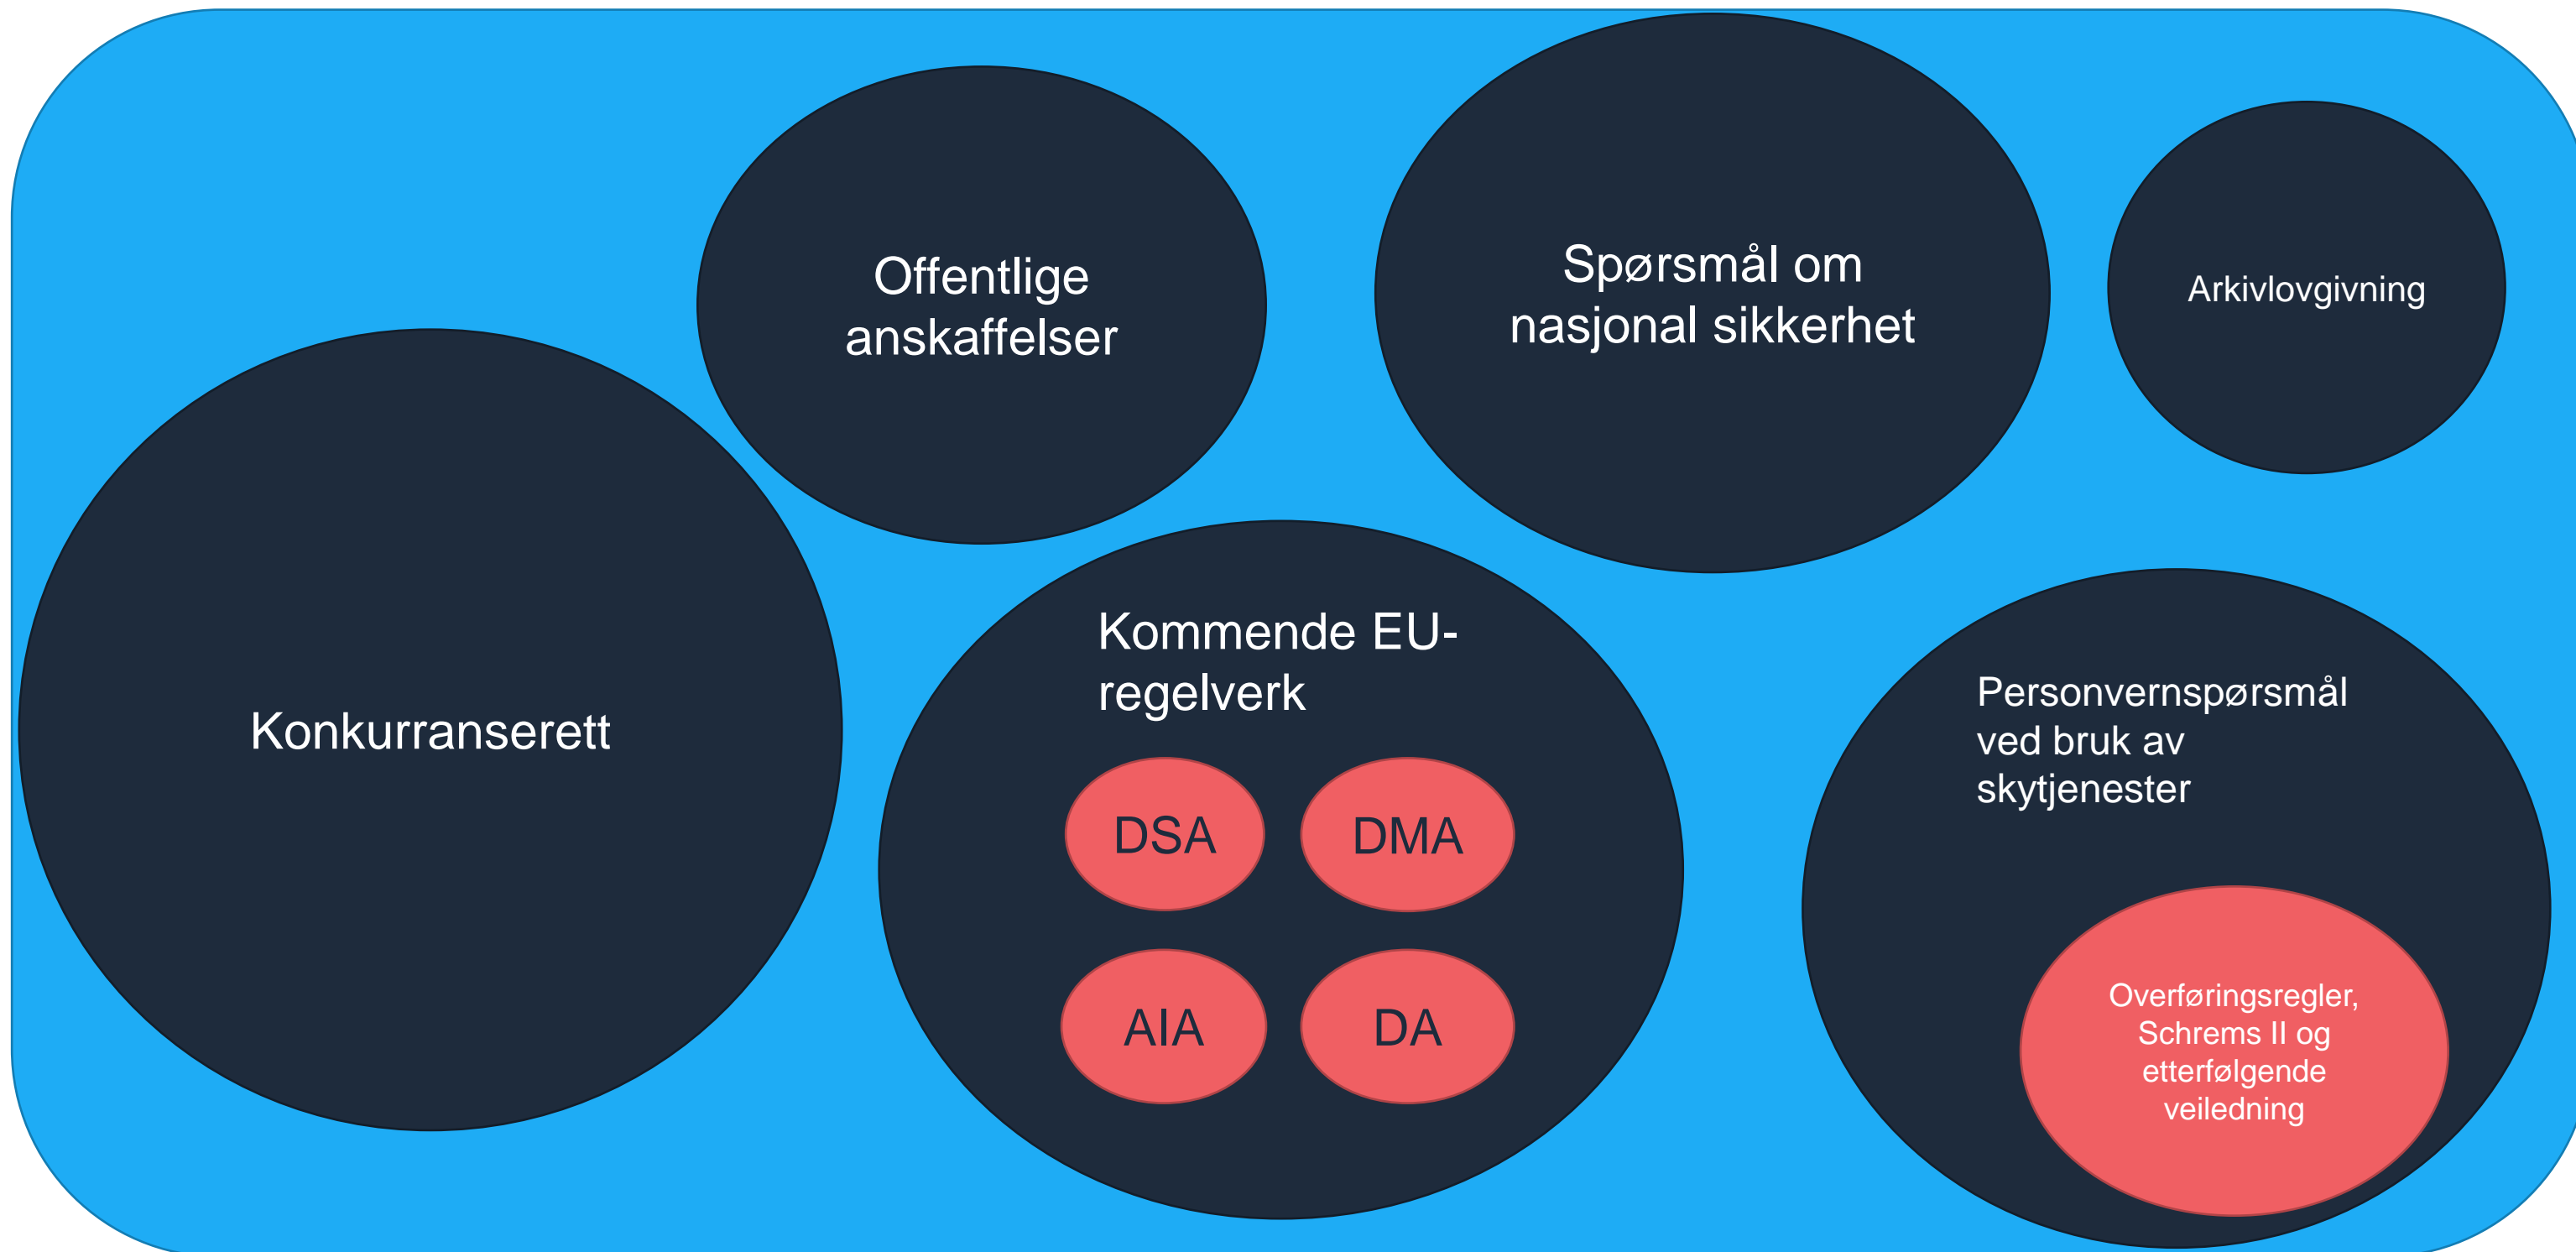 Offentlige
anskaffelser
Spørsmål om
nasjonal sikkerhet
Arkivlovgivning
Konkurranserett
Kommende EU-
regelverk
DSA
DMA
AIA
DA
Personvernspørsmål
ved bruk av
skytjenester
Overføringsregler,
Schrems II og
etterfølgende
veiledning